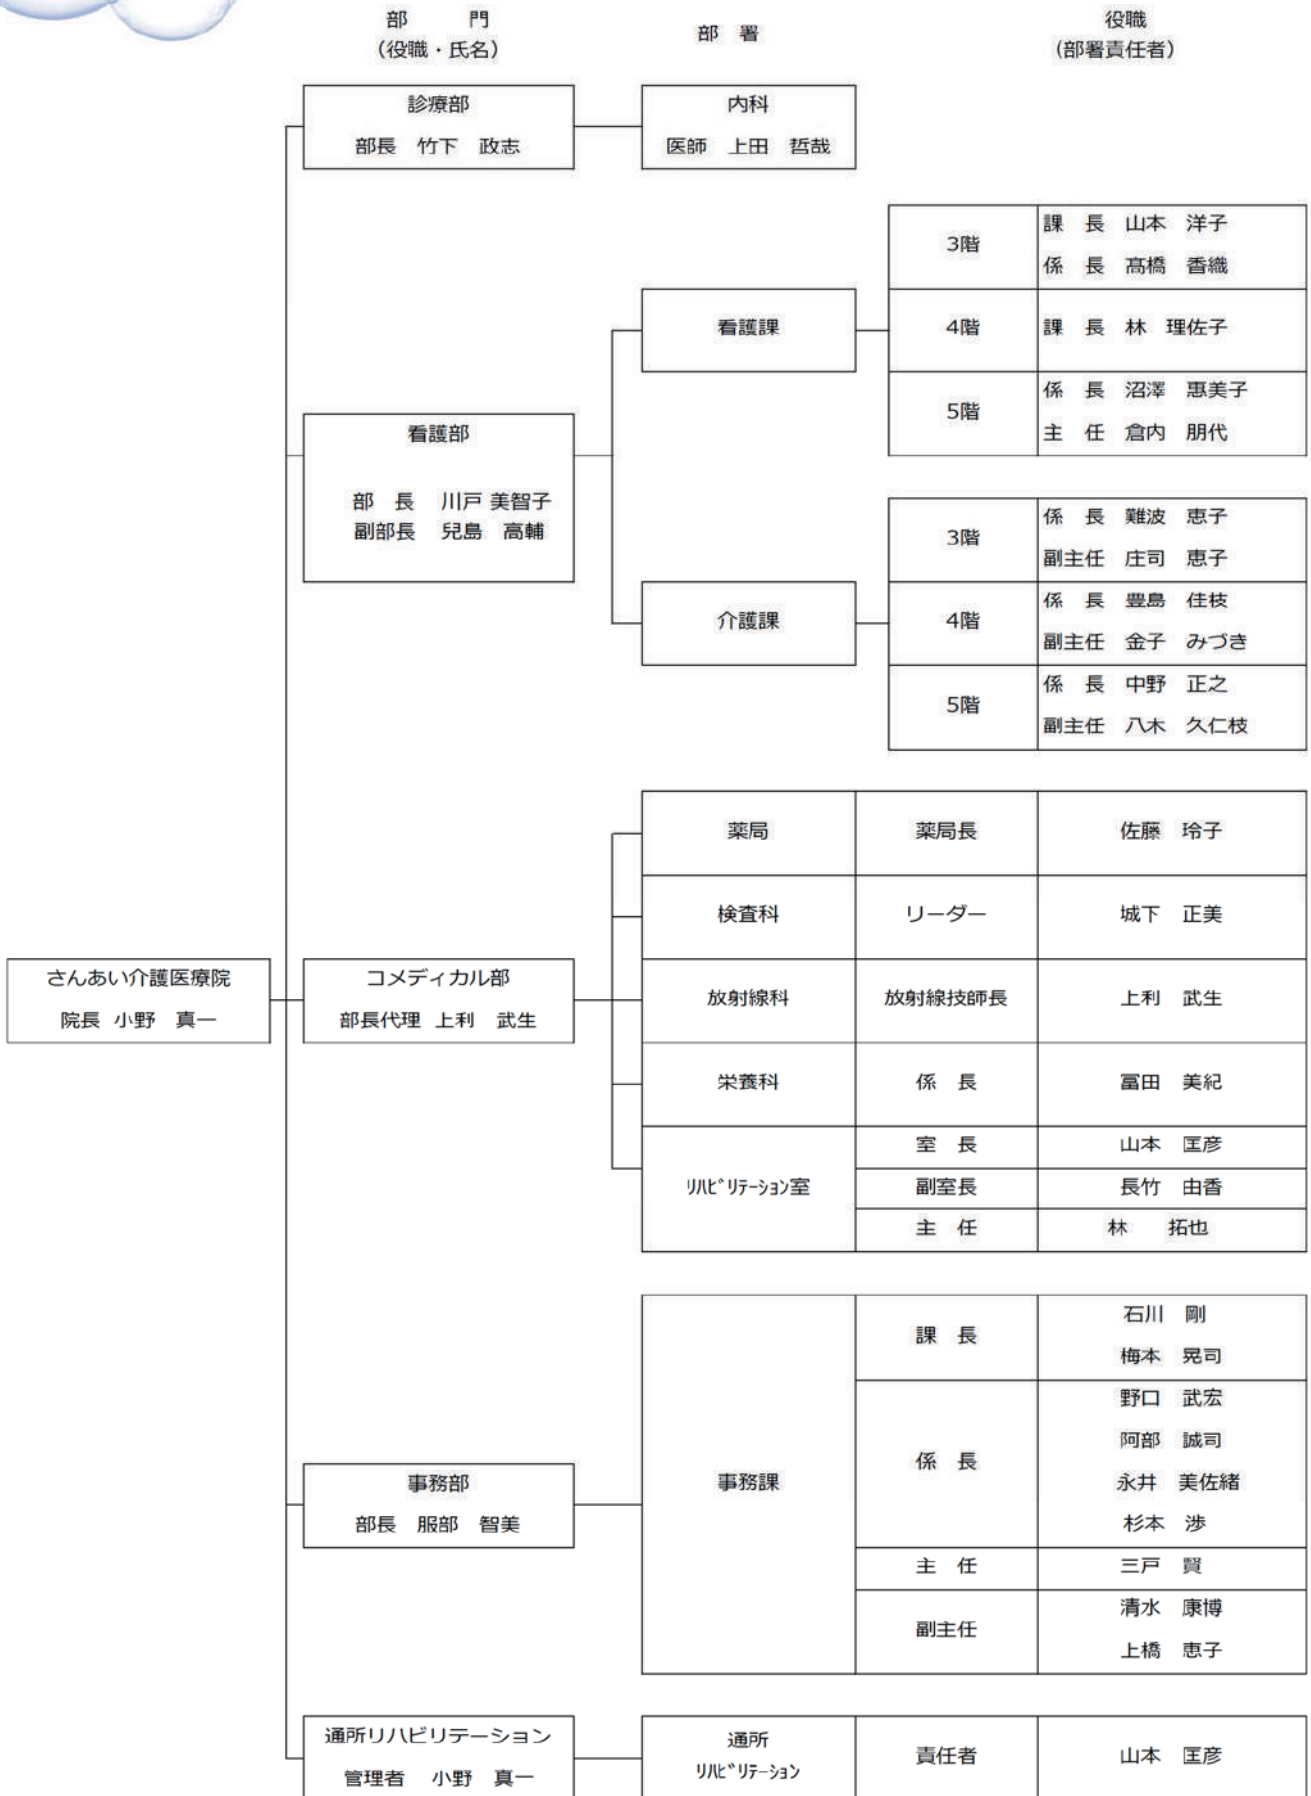 部　門
（役職・氏名）
部 署
役職
（部署責任者）
診療部
部長　竹下　政志
内科
医師　上田　哲哉
3階
課　長　山本　洋子
係　長　髙橋　香織
看護課
4階
課　長　林　理佐子
5階
係　長　沼澤　惠美子
主　任　倉内　朋代
看護部
部　長　川戸 美智子
副部長　兒島　高輔
3階
係　長　難波　恵子
副主任　庄司　恵子
介護課
4階
係　長　豊島　佳枝
副主任　金子　みづき
5階
係　長　中野　正之
副主任　八木　久仁枝
薬局
薬局長
佐藤　玲子
検査科
リーダー
城下　正美
さんあい介護医療院
院長 小野　真一
コメディカル部
部長代理 上利　武生
放射線科
放射線技師長
上利　武生
栄養科
係　長
冨田　美紀
ﾘﾊﾋﾞﾘﾃｰｼｮﾝ室
室　長
山本　匡彦
副室長
長竹　由香
主　任
林　拓也
事務部
部長　服部　智美
事務課
課　長
石川　剛
梅本　晃司
係　長
野口　武宏
阿部　誠司
永井　美佐緒
杉本　渉
主　任
三戸　賢
副主任
清水　康博
上橋　恵子
通所リハビリテーション
管理者　小野　真一
通所
ﾘﾊﾋﾞﾘﾃｰｼｮﾝ
責任者
山本　匡彦